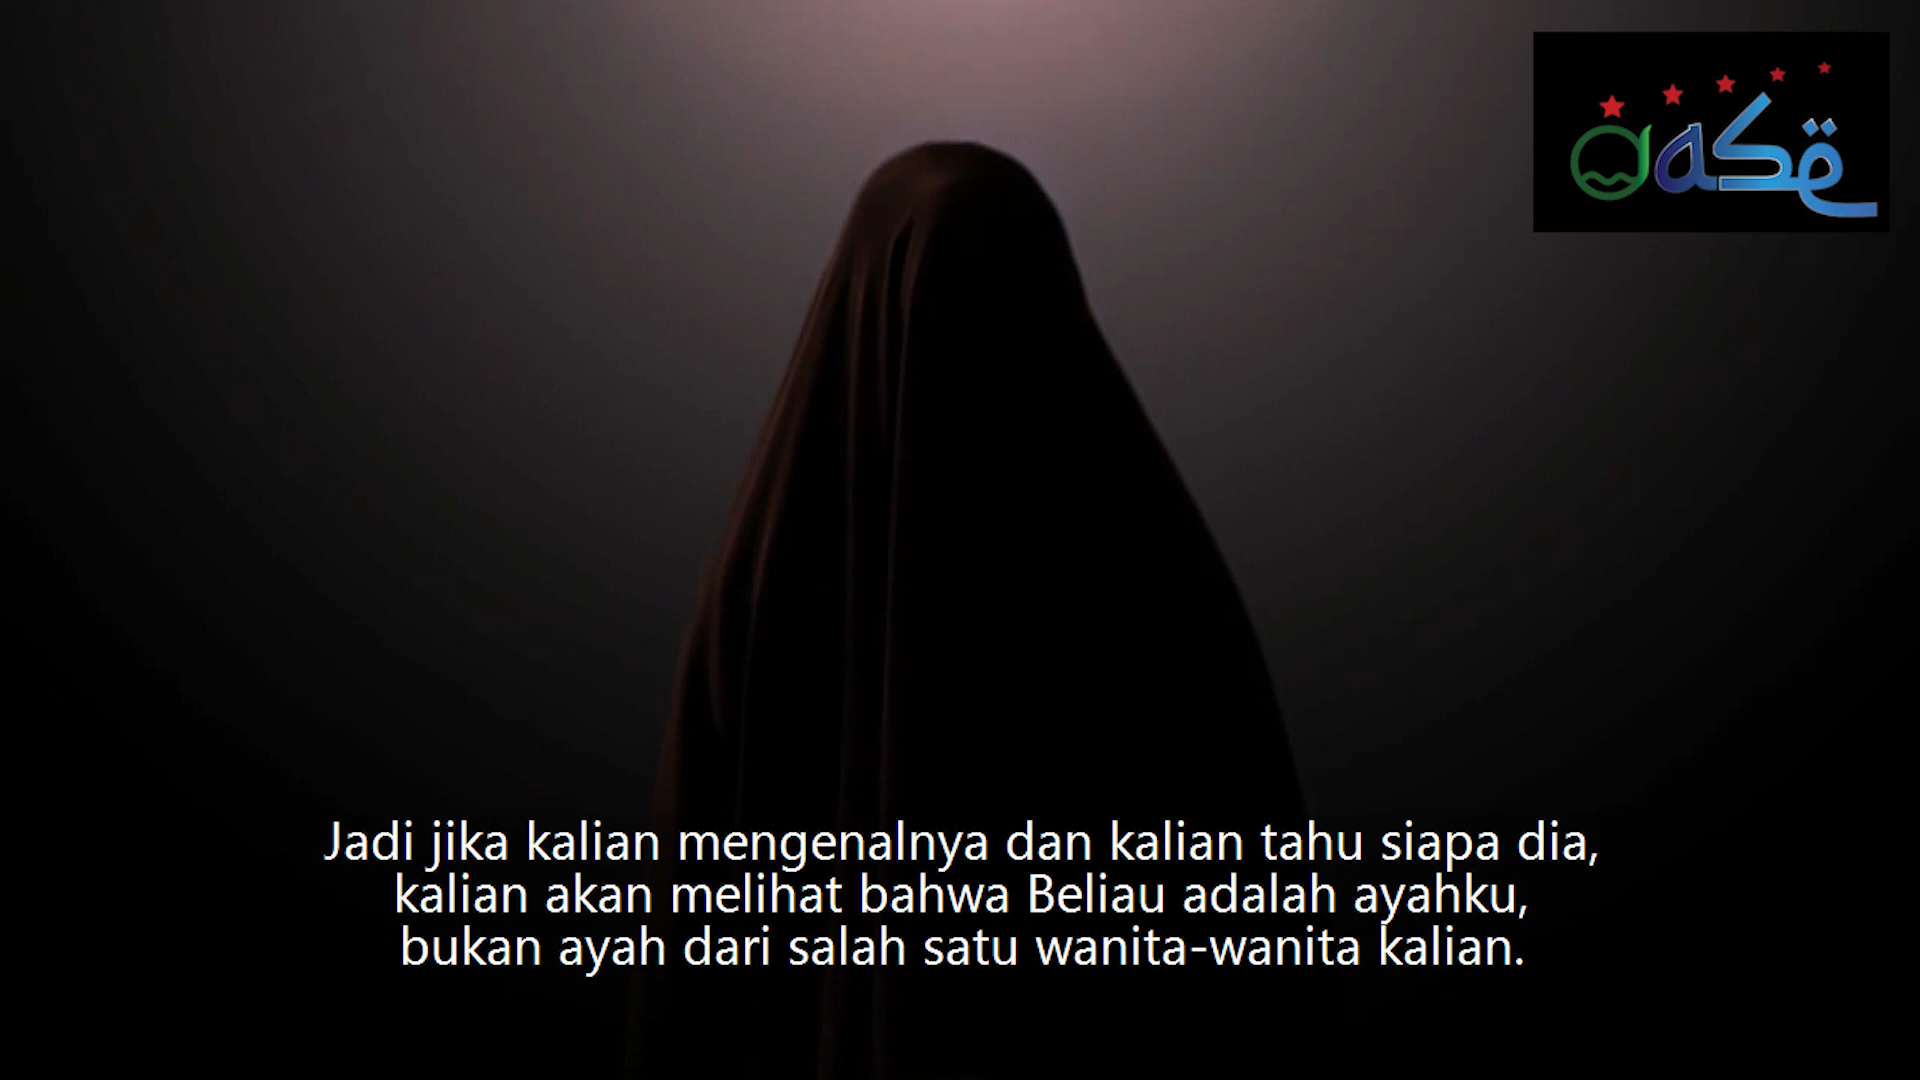 Oase
Jadi jika kalian mengenalnya dan kalian tahu siapa dia,
kalian akan melihat bahwa Beliau adalah ayahku,
bukan ayah dari salah satu wanita-wanita kalian.